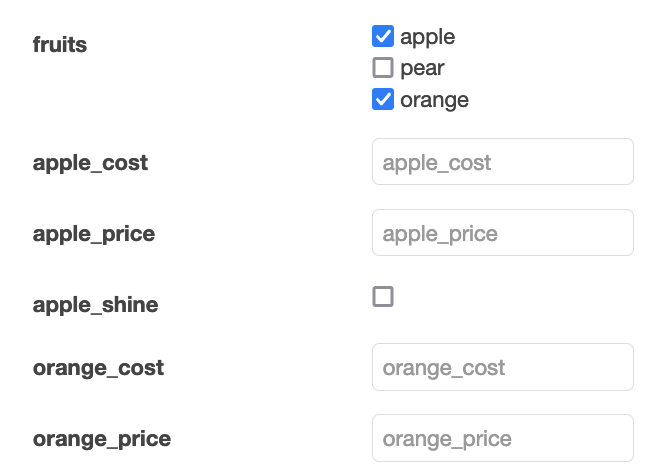 fruits
apple
pear
orange
apple_cost apple_cost
apple_price apple_price
apple_shine
orange_cost orange_cost
orange_price orange_price